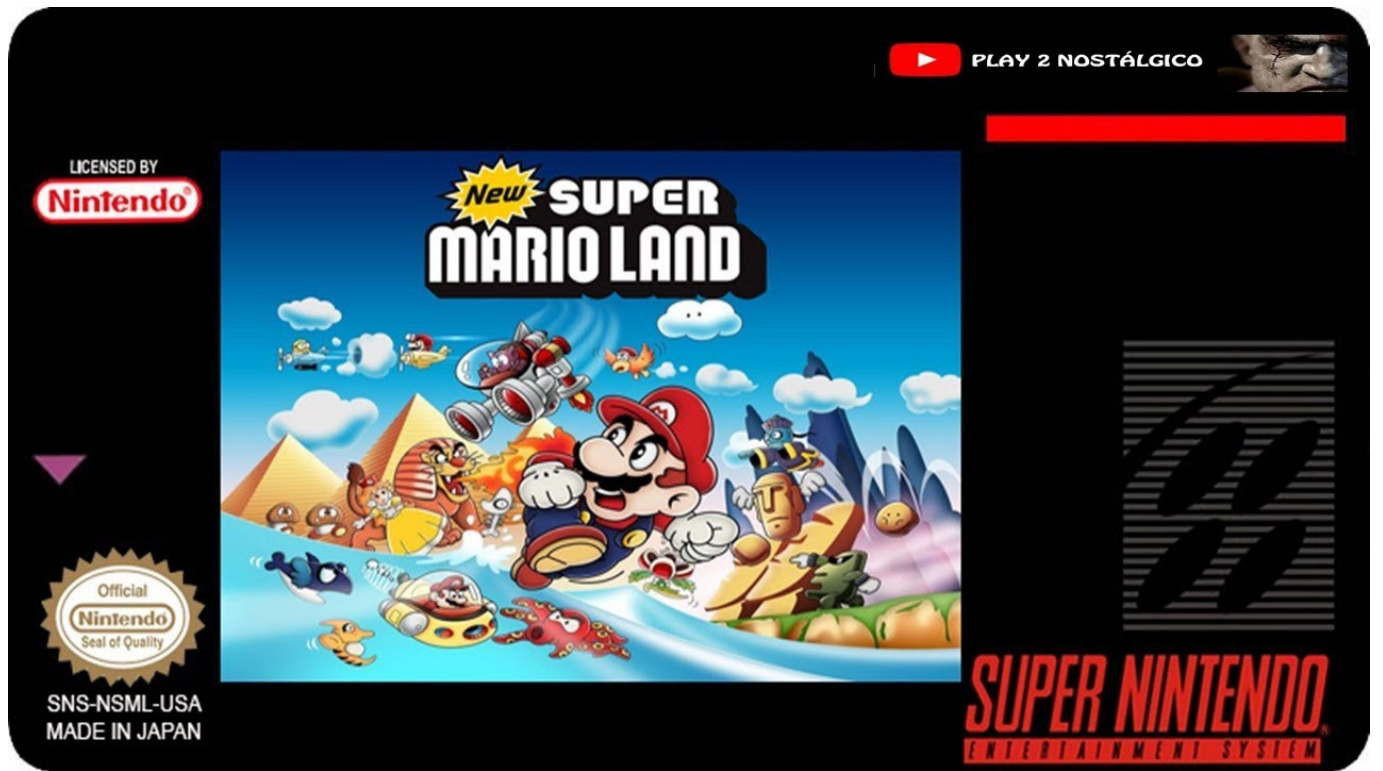 PLAY 2 NOSTÁLGICO
LICENSED BY
Nintendo®
New SUPER
MARIO LAND
M
Official
Nintendo
Seal of Quality
SNS-NSML-USA
MADE IN JAPAN
SUPER NINTENDO®
ENTERTAINMENT SYSTEM